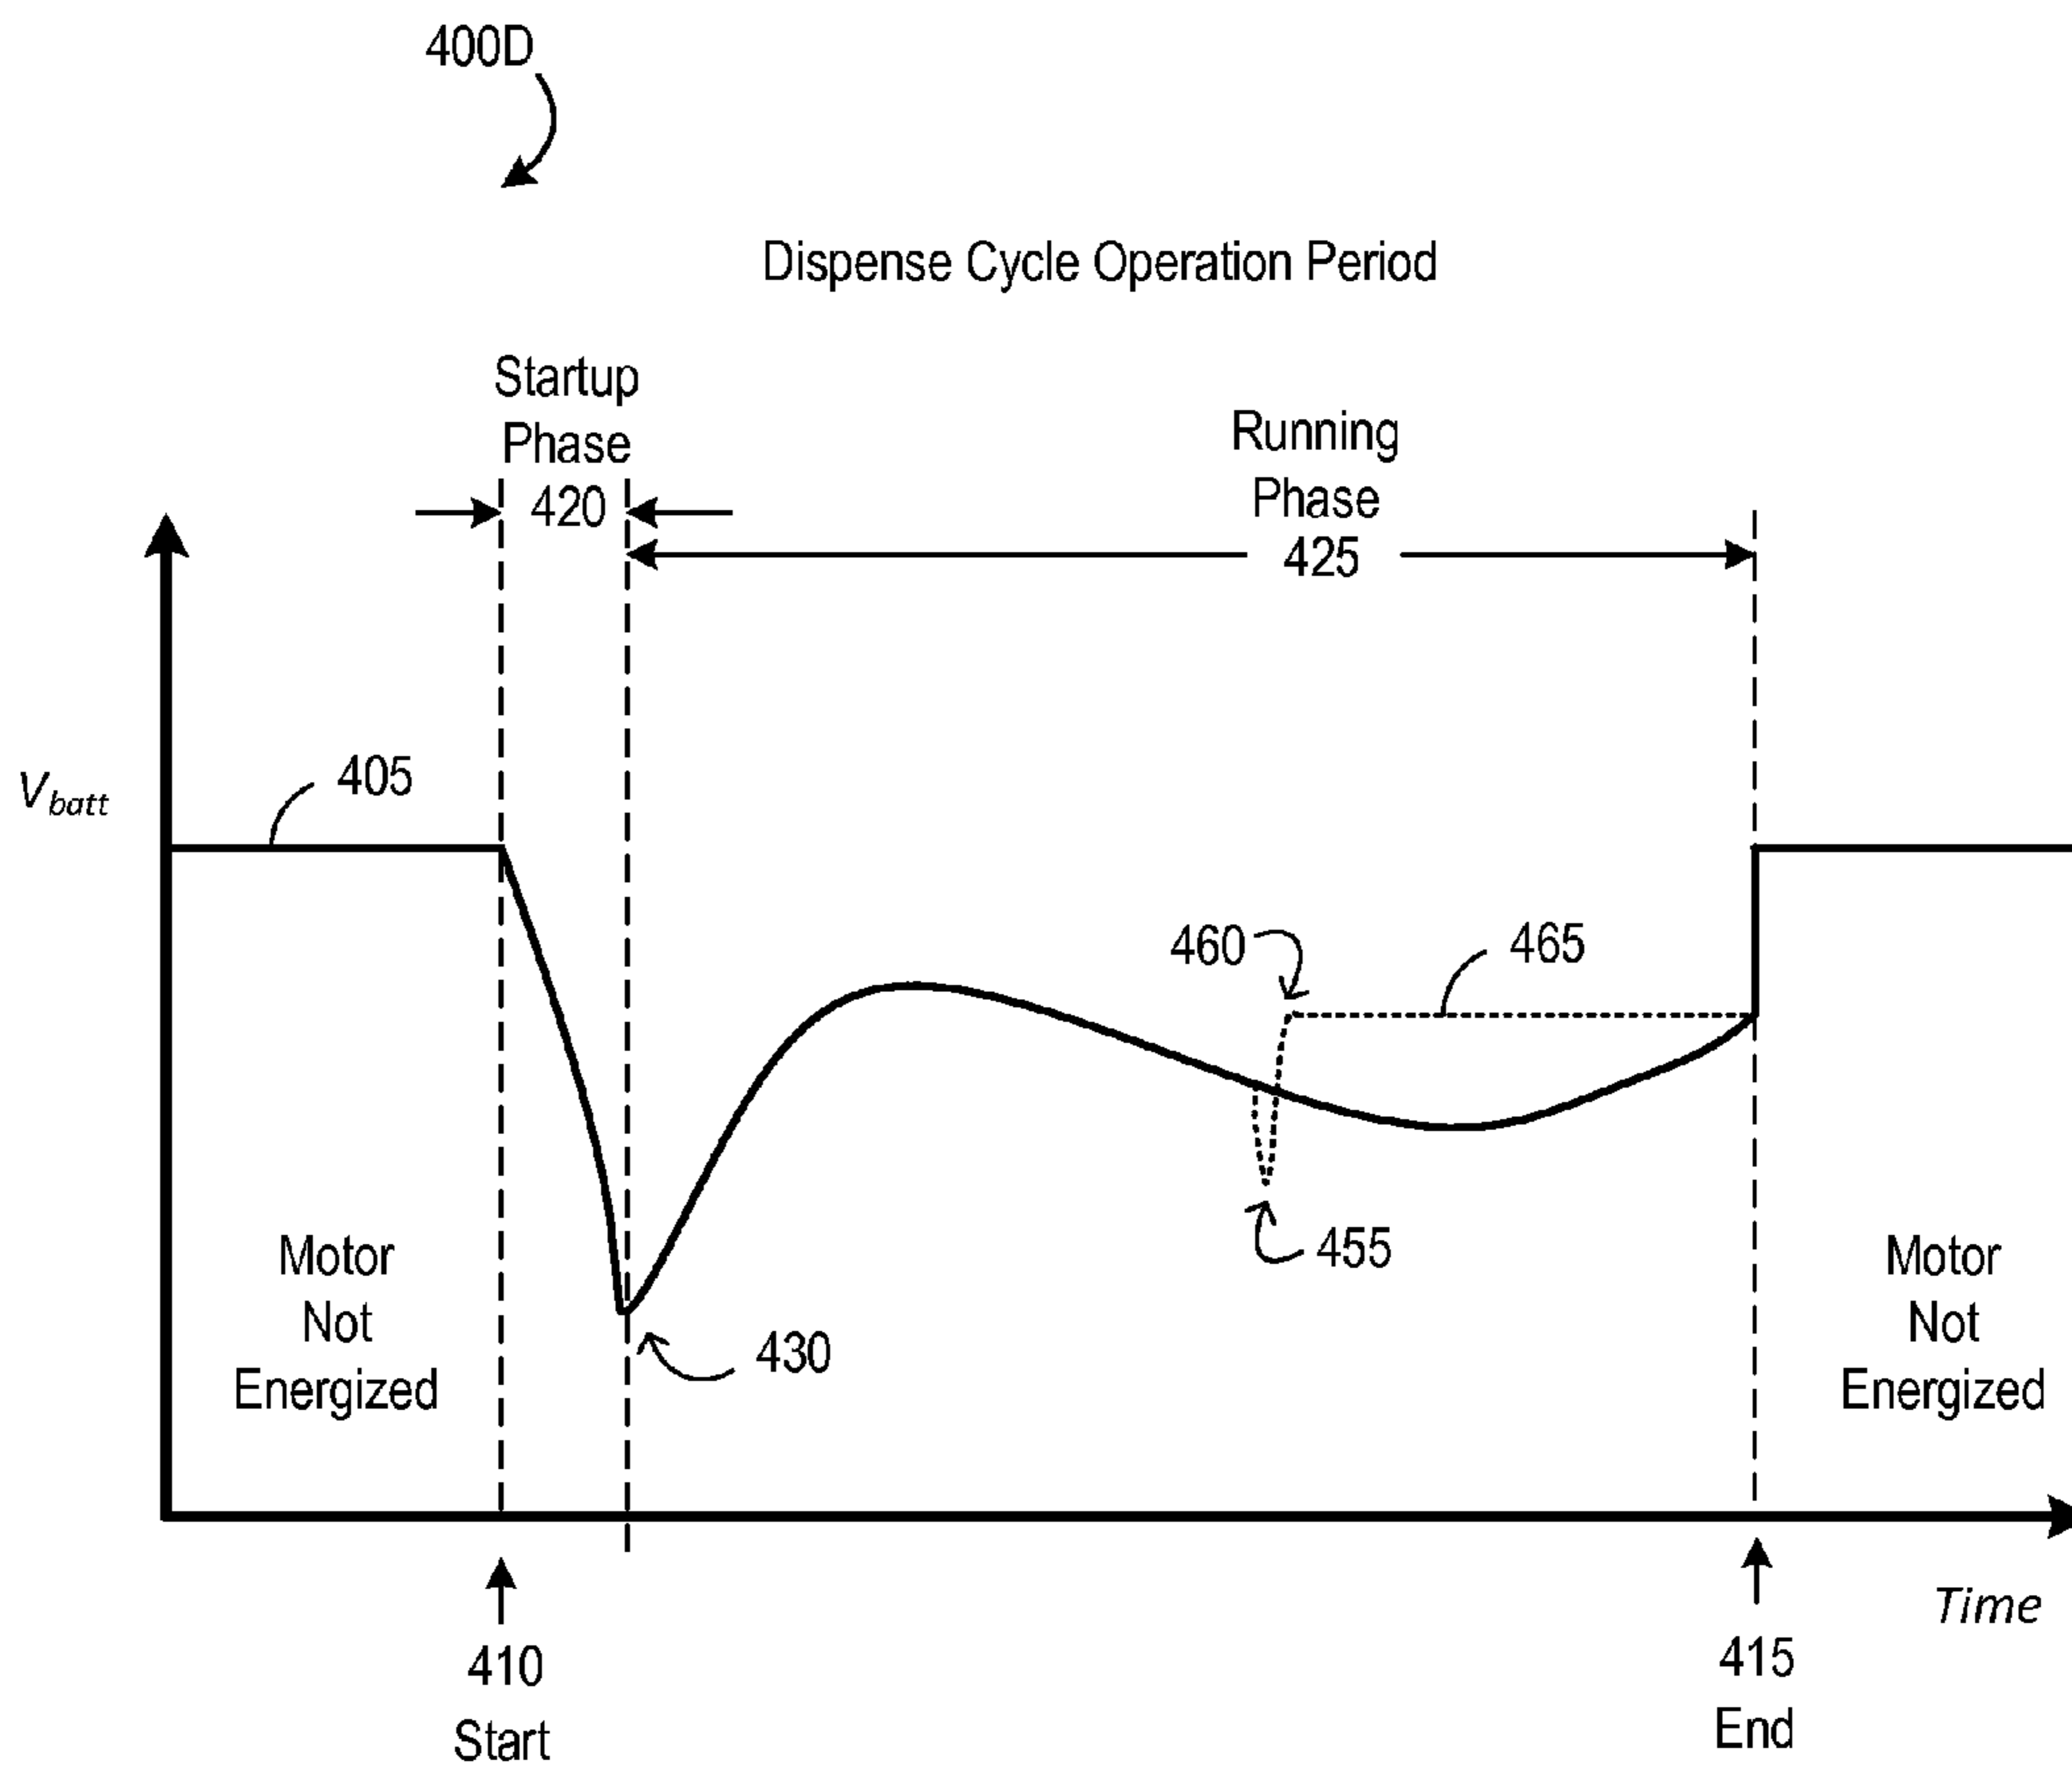 400D
Dispense Cycle Operation Period
Startup
Phase
420
Running
Phase
425
V_batt
405
460
465
455
430
Motor
Not
Energized
Motor
Not
Energized
410
Start
415
End
Time